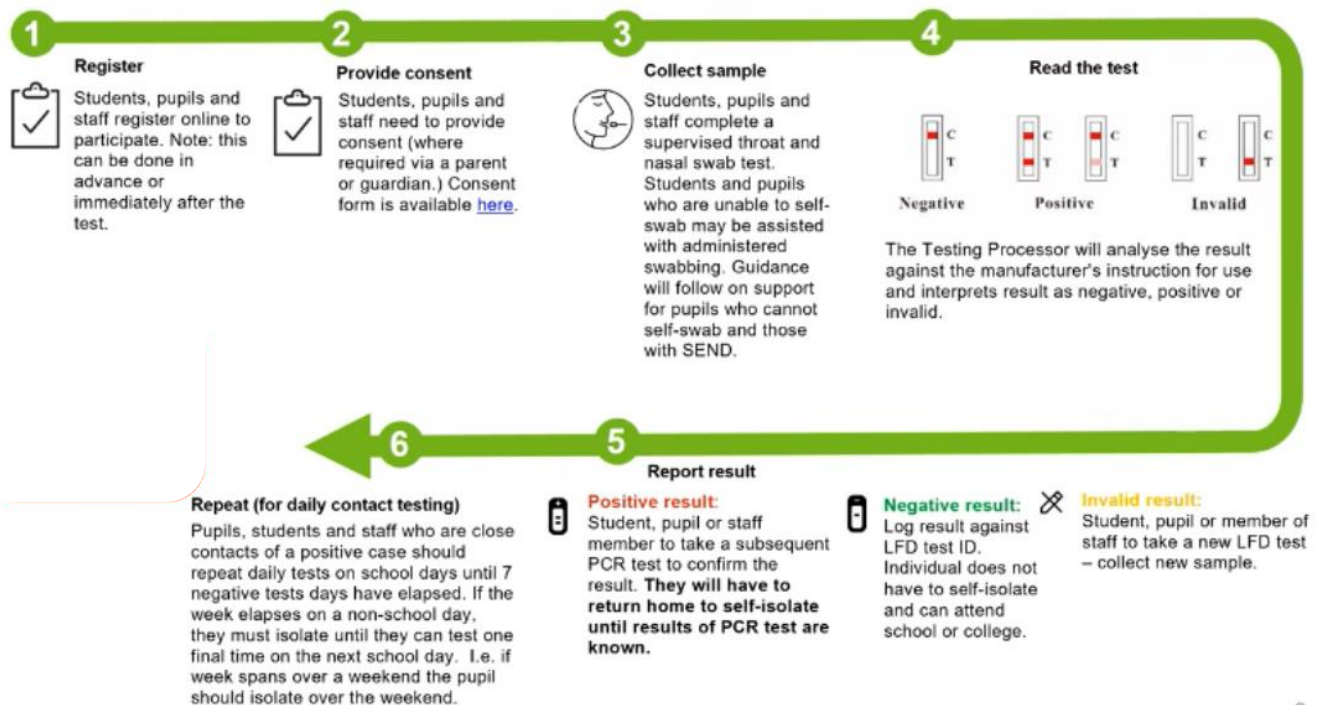 1
2
3
4
Register
Students, pupils and
staff register online to
participate. Note: this
can be done in
advance or
immediately after the
test.
Provide consent
Students, pupils and
staff need to provide
consent (where
required via a parent
or guardian.) Consent
form is available here.
Collect sample
Students, pupils and
staff complete a
supervised throat and
nasal swab test.
Students and pupils
who are unable to self-
swab may be assisted
with administered
swabbing. Guidance
will follow on support
for pupils who cannot
self-swab and those
with SEND.
Read the test
C
T
C
T
C
T
C
T
C
T
Negative
Positive
Invalid
The Testing Processor will analyse the result
against the manufacturer's instruction for use
and interprets result as negative, positive or
invalid.
5
Report result
Positive result:
Student, pupil or staff
member to take a subsequent
PCR test to confirm the
result. They will have to
return home to self-isolate
until results of PCR test are
known.
Negative result:
Log result against
LFD test ID.
Individual does not
have to self-isolate
and can attend
school or college.
Invalid result:
Student, pupil or member of
staff to take a new LFD test
– collect new sample.
6
Repeat (for daily contact testing)
Pupils, students and staff who are close
contacts of a positive case should
repeat daily tests on school days until 7
negative tests days have elapsed. If the
week elapses on a non-school day,
they must isolate until they can test one
final time on the next school day. I.e. if
week spans over a weekend the pupil
should isolate over the weekend.